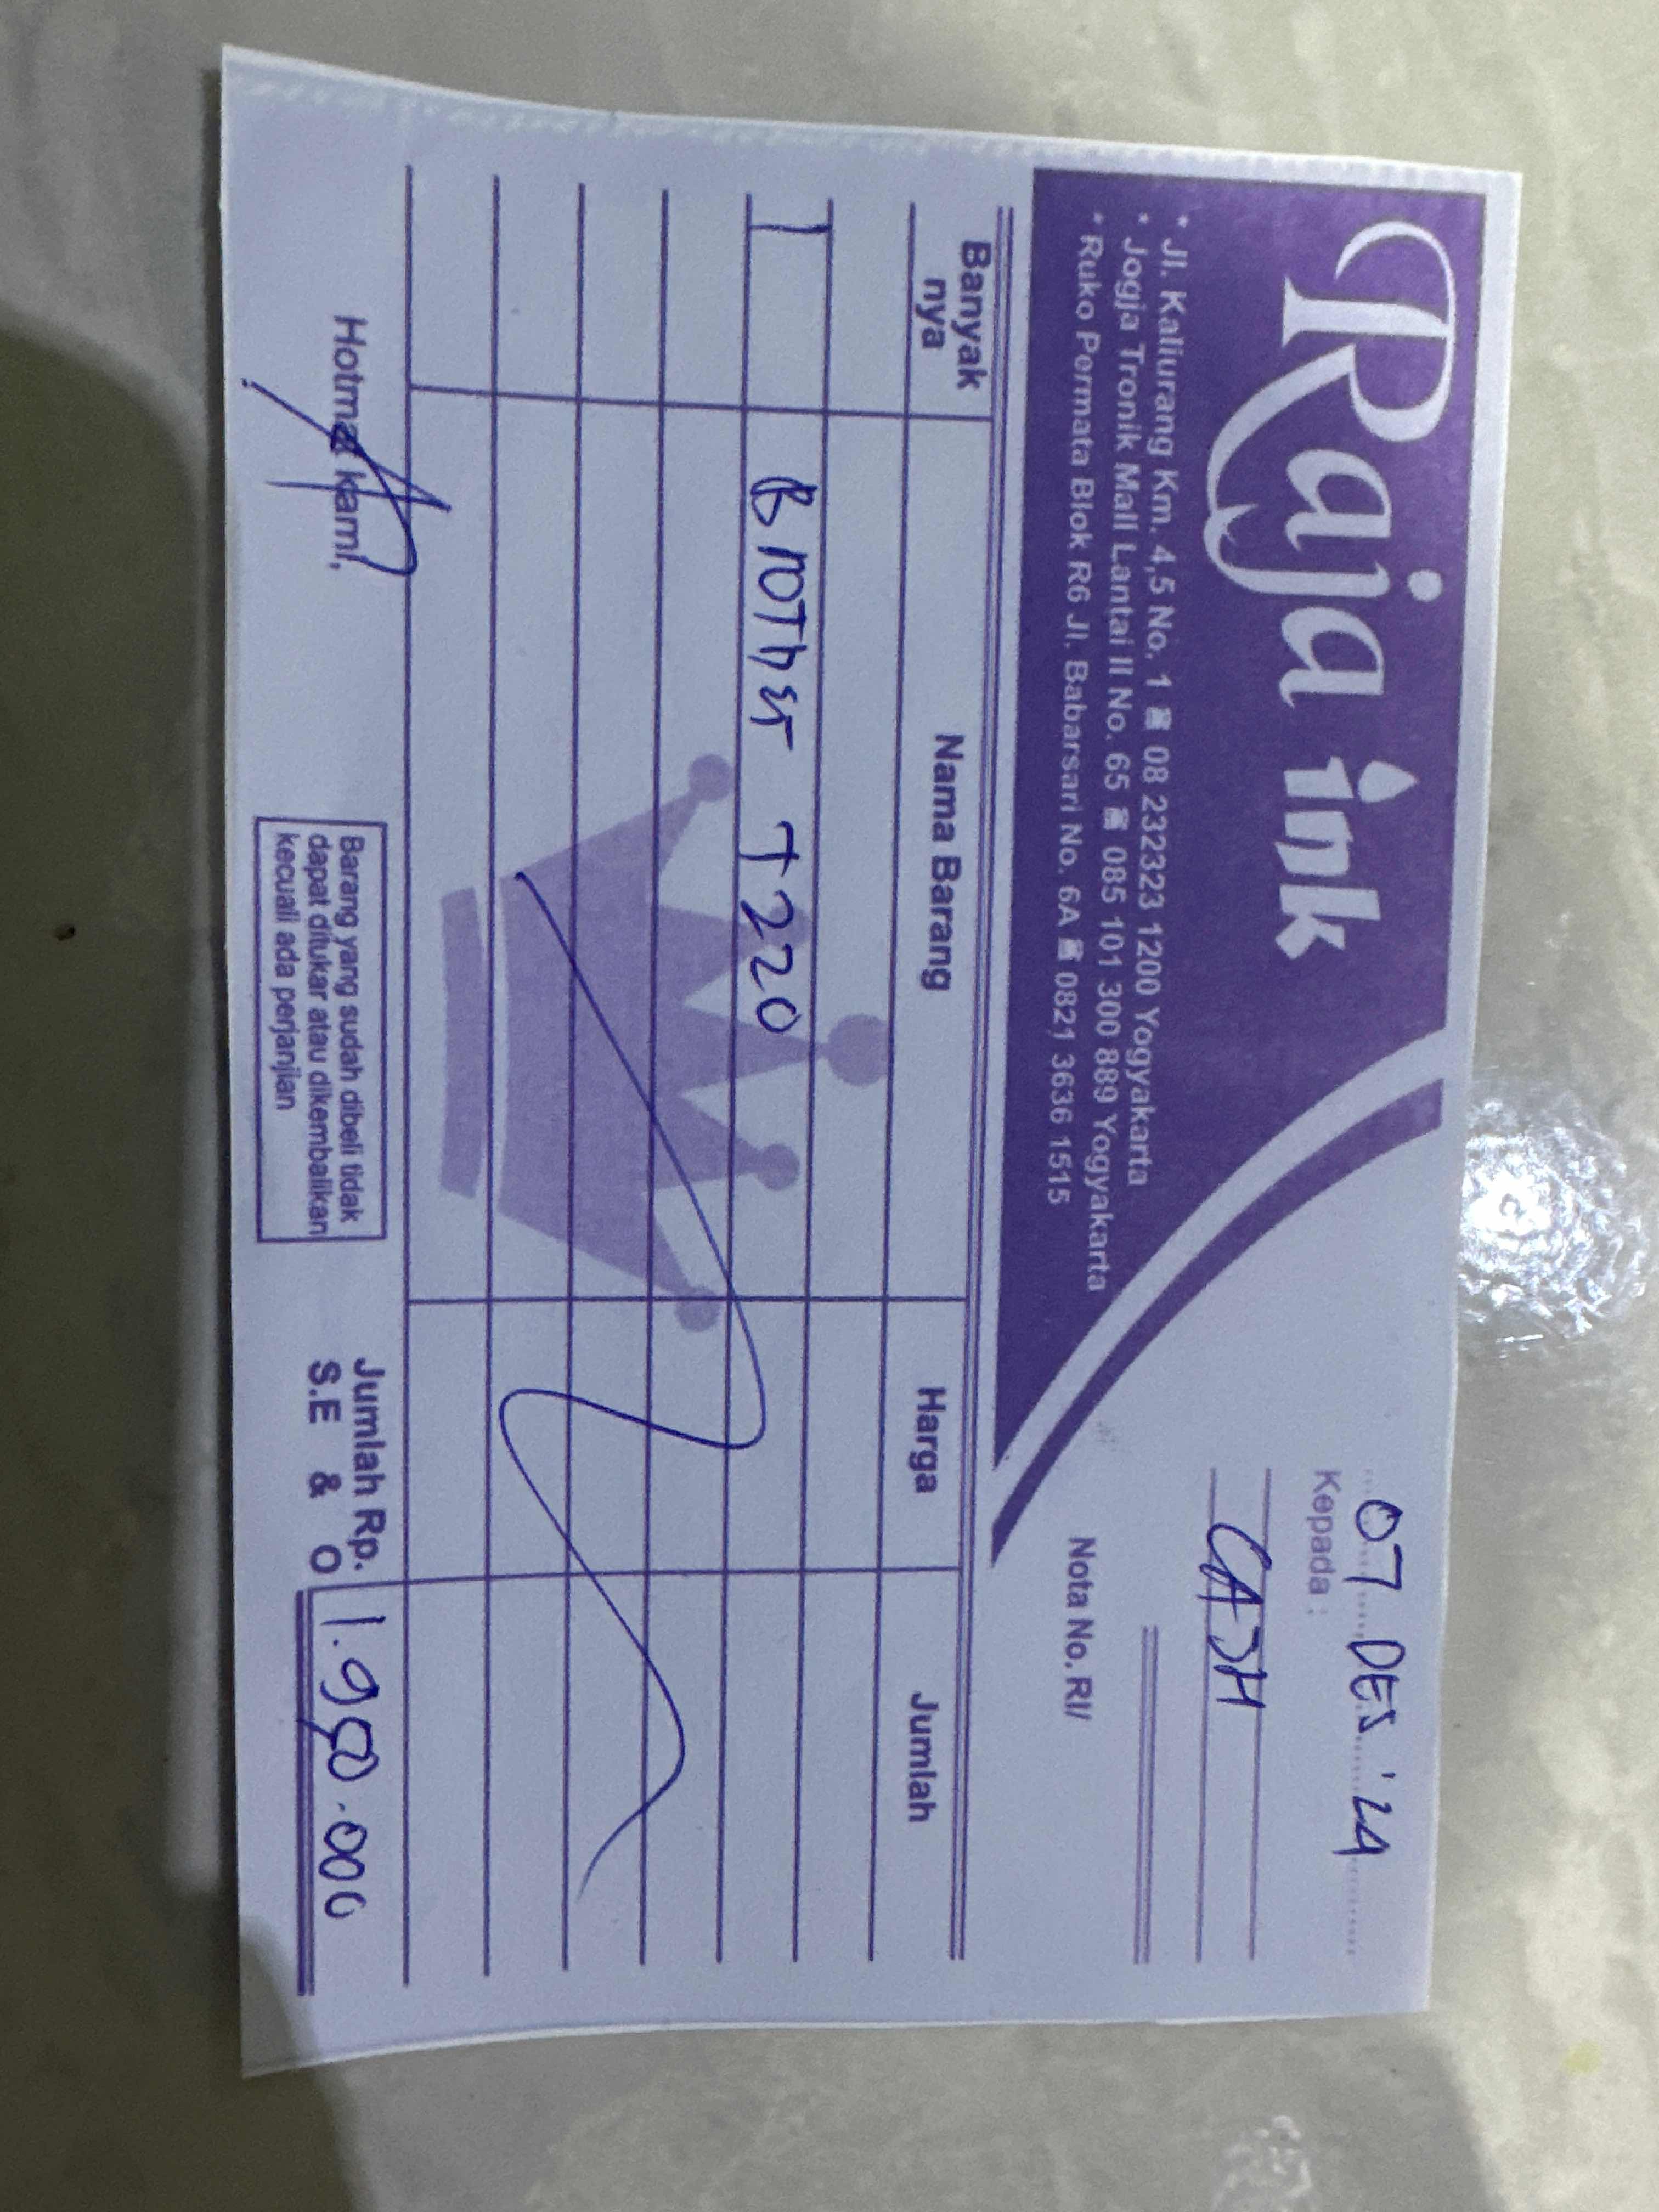 Raja ink
* Jl. Kaliurang Km. 4,5 No. 1 ☎ 08 232323 1200 Yogyakarta
* Jogja Tronik Mall Lantai II No. 65 ☎ 085 101 300 889 Yogyakarta
* Ruko Permata Blok R6 Jl. Babarsari No. 6A ☎ 0821 3636 1515
07 DES '24
Kepada :
CASH
Nota No. RI/
Banyak nya Nama Barang Harga Jumlah
1 Brother T220
Hormat kami,
Barang yang sudah dibeli tidak
dapat ditukar atau dikembalikan
kecuali ada perjanjian
Jumlah Rp.
S.E & O